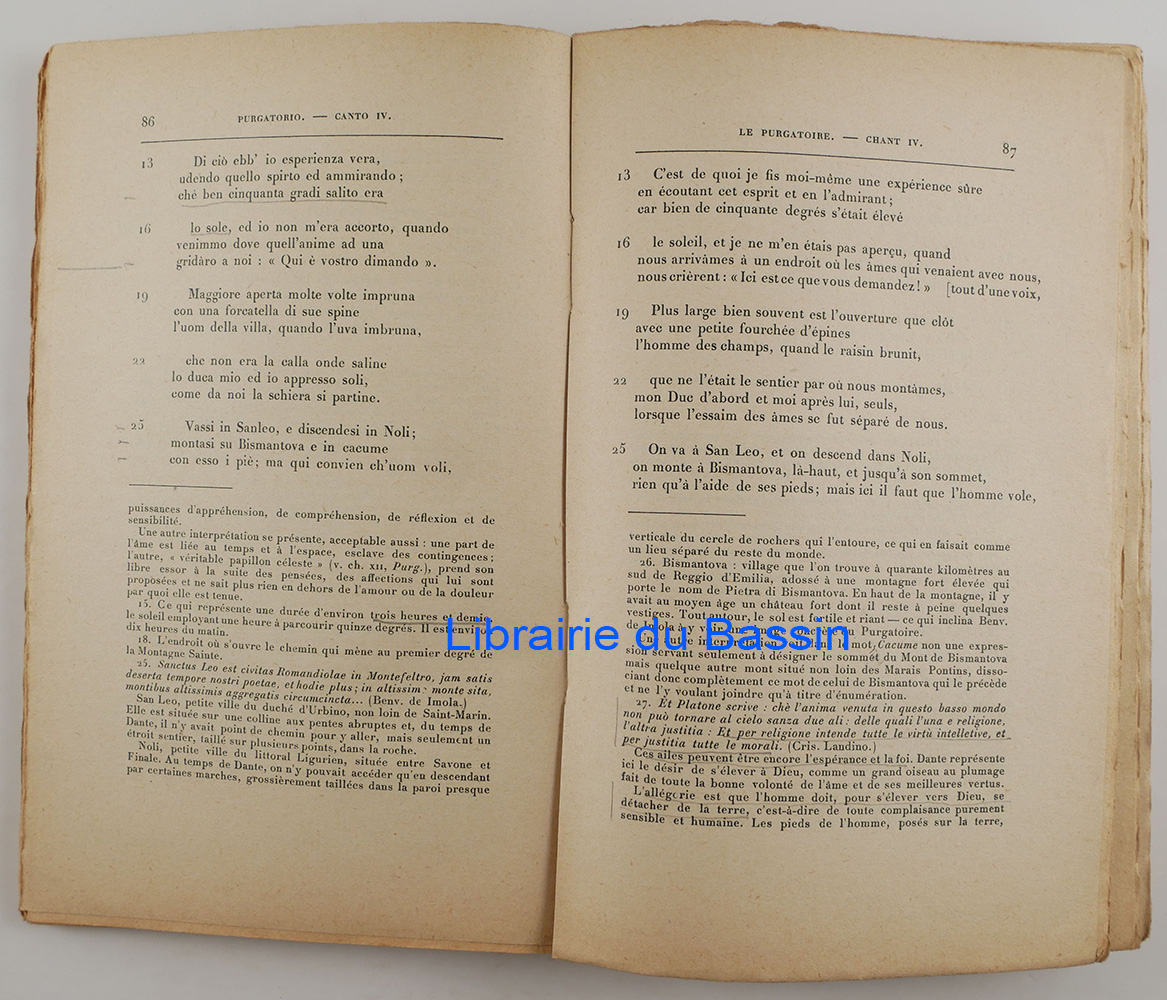 86
PURGATORIO. — CANTO IV.
13 Di ciò ebb' io esperienza vera,
udendo quello spirto ed ammirando ;
chè ben cinquanta gradi salito era
16 lo sole, ed io non m'era accorto, quando
venimmo dove quell'anime ad una
gridàro a noi : « Qui è vostro dimando ».
19 Maggiore aperta molte volte impruna
con una forcatella di sue spine
l'uom della villa, quando l'uva imbruna,
22 che non era la calla onde saline
lo duca mio ed io appresso soli,
come da noi la schiera si partine.
25 Vassi in Sanleo, e discendesi in Noli ;
montasi su Bismantova e in cacume
con esso i piè ; ma qui convien ch'uom voli,
puissances d'appréhension, de compréhension, de réflexion et de
sensibilité.
Une autre interprétation se présente, acceptable aussi : une part de
l'âme est liée au temps et à l'espace, esclave des contingences ;
l'autre, « véritable papillon céleste » (v. ch. XII, Purg.), prend son
libre essor à la suite des pensées, des affections qui lui sont
proposées et ne sait plus rien en dehors de l'amour ou de la douleur
par quoi elle est tenue.
15. Ce qui représente une durée d'environ trois heures et demie,
le soleil employant une heure à parcourir quinze degrés. Il est
dix heures du matin.
18. L'endroit où s'ouvre le chemin qui mène au premier degré de
la Montagne Sainte.
25. Sanctus Leo est civitas Romandiolae in Montefeltro, jam satis
deserta tempore nostri poetae, et hodie plus ; in altissimo monte sita,
montibus altissimis aggregatis circumcincta... (Benv. de Imola.)
San Leo, petite ville du duché d'Urbino, non loin de Saint-Marin.
Elle est située sur une colline aux pentes abruptes et, du temps de
Dante, il n'y avait point de chemin pour y aller, mais seulement un
étroit sentier, taillé sur plusieurs points, dans la roche.
Noli, petite ville du littoral Ligurien, située entre Savone et
Finale. Au temps de Dante, on n'y pouvait accéder qu'en descendant
par certaines marches, grossièrement taillées dans la paroi presque
LE PURGATOIRE. — CHANT IV.
87
13 C'est de quoi je fis moi-même une expérience sûre
en écoutant cet esprit et en l'admirant ;
car bien de cinquante degrés s'était élevé
16 le soleil, et je ne m'en étais pas aperçu, quand
nous arrivâmes à un endroit où les âmes qui venaient avec nous,
nous crièrent : « Ici est ce que vous demandez ! » [tout d'une voix,
19 Plus large bien souvent est l'ouverture que clôt
avec une petite fourchée d'épines
l'homme des champs, quand le raisin brunit,
22 que ne l'était le sentier par où nous montâmes,
mon Duc d'abord et moi après lui, seuls,
lorsque l'essaim des âmes se fut séparé de nous.
25 On va à San Leo, et on descend dans Noli,
on monte à Bismantova, là-haut, et jusqu'à son sommet,
rien qu'à l'aide de ses pieds ; mais ici il faut que l'homme vole,
verticale du cercle de rochers qui l'entoure, ce qui en faisait comme
un lieu séparé du reste du monde.
26. Bismantova : village que l'on trouve à quarante kilomètres au
sud de Reggio d'Emilia, adossé à une montagne fort élevée qui
porte le nom de Pietra di Bismantova. En haut de la montagne, il y
avait au moyen âge un château fort dont il reste à peine quelques
vestiges. Tout autour, le sol est fertile et riant — ce qui inclina Benv.
de Imola à y voir une image concrète du Purgatoire.
Une autre interprétation voit dans le mot Cacume non une expres-
sion servant seulement à désigner le sommet du Mont de Bismantova
mais quelque autre mont situé non loin des Marais Pontins, disso-
ciant donc complètement ce mot de celui de Bismantova qui le précède
et ne l'y voulant joindre qu'à titre d'énumération.
27. Et Platone scrive : chè l'anima venuta in questo basso mondo
non può tornare al cielo sanza due ali : delle quali l'una e religione,
l'altra justitia : Et per religione intende tutte le virtù intelletive, et
per justitia tutte le morali. (Cris. Landino.)
Ces ailes peuvent être encore l'espérance et la foi. Dante représente
ici le désir de s'élever à Dieu, comme un grand oiseau au plumage
fait de toute la bonne volonté de l'âme et de ses meilleures vertus.
L'allégorie est que l'homme doit, pour s'élever vers Dieu, se
détacher de la terre, c'est-à-dire de toute complaisance purement
sensible et humaine. Les pieds de l'homme, posés sur la terre,
Librairie du Bassin